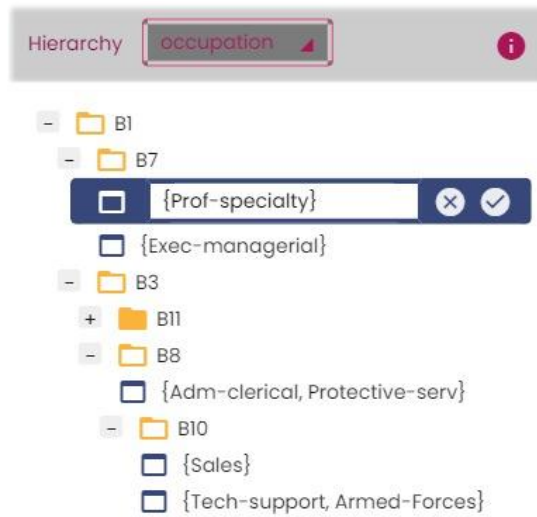 Hierarchy occupation i
- B1
- B7
{Prof-specialty}
{Exec-managerial}
- B3
+ B11
- B8
{Adm-clerical, Protective-serv}
- B10
{Sales}
{Tech-support, Armed-Forces}